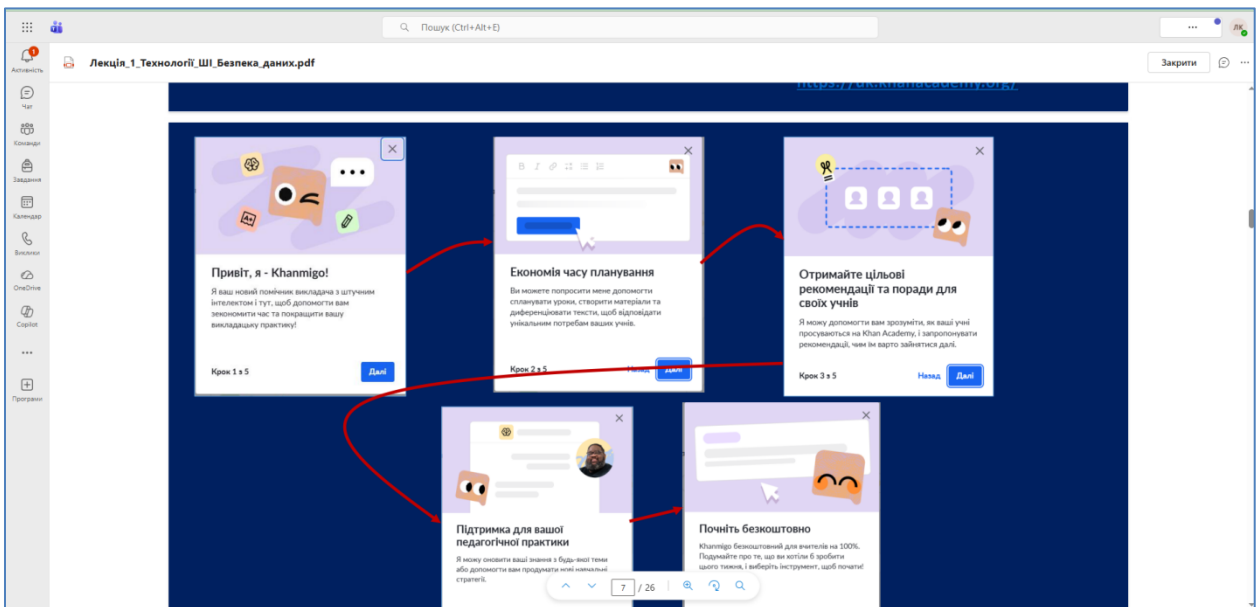 Пошук (Ctrl+Alt+E)
ЛК
1
Активність
Чат
Команди
Завдання
Календар
Виклики
OneDrive
Copilot
Програми
Лекція_1_Технології_ШІ_Безпека_даних.pdf
Закрити
https://uk.khanacademy.org/
A+
Привіт, я - Khanmigo!
Я ваш новий помічник викладача з штучним
інтелектом і тут, щоб допомогти вам
зекономити час та покращити вашу
викладацьку практику!
Крок 1 з 5
Далі
B I
Економія часу планування
Ви можете попросити мене допомогти
спланувати уроки, створити матеріали та
диференціювати тексти, щоб відповідати
унікальним потребам ваших учнів.
Крок 2 з 5
Назад
Далі
Отримайте цільові
рекомендації та поради для
своїх учнів
Я можу допомогти вам зрозуміти, як ваші учні
просуваються на Khan Academy, і запропонувати
рекомендації, чим їм варто зайнятися далі.
Крок 3 з 5
Назад
Далі
Підтримка для вашої
педагогічної практики
Я можу оновити ваші знання з будь-якої теми
або допомогти вам продумати нові навчальні
стратегії.
Почніть безкоштовно
Khanmigo безкоштовний для вчителів на 100%.
Подумайте про те, що ви хотіли б зробити
цього тижня, і виберіть інструмент, щоб почати!
7 / 26